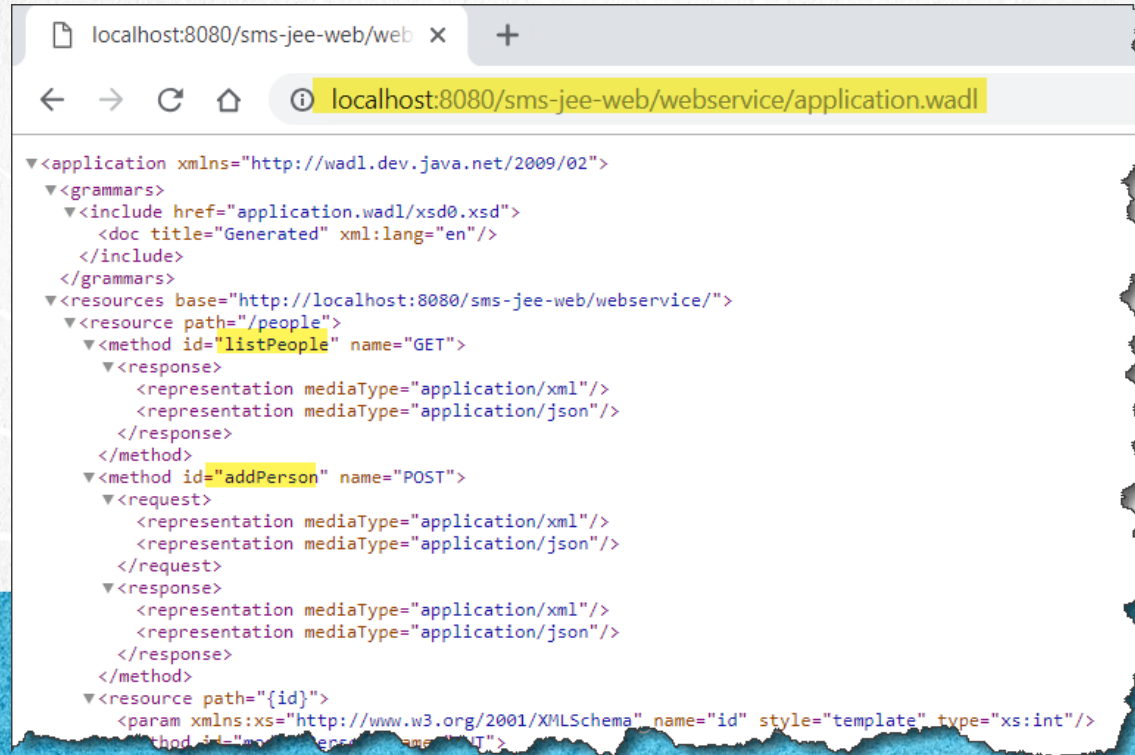 localhost:8080/sms-jee-web/web
localhost:8080/sms-jee-web/webservice/application.wadl
<application xmlns="http://wadl.dev.java.net/2009/02">
<grammars>
<include href="application.wadl/xsd0.xsd">
<doc title="Generated" xml:lang="en"/>
</include>
</grammars>
<resources base="http://localhost:8080/sms-jee-web/webservice/">
<resource path="/people">
<method id="listPeople" name="GET">
<response>
<representation mediaType="application/xml"/>
<representation mediaType="application/json"/>
</response>
</method>
<method id="addPerson" name="POST">
<request>
<representation mediaType="application/xml"/>
<representation mediaType="application/json"/>
</request>
<response>
<representation mediaType="application/xml"/>
<representation mediaType="application/json"/>
</response>
</method>
<resource path="{id}">
<param xmlns:xs="http://www.w3.org/2001/XMLSchema" name="id" style="template" type="xs:int"/>